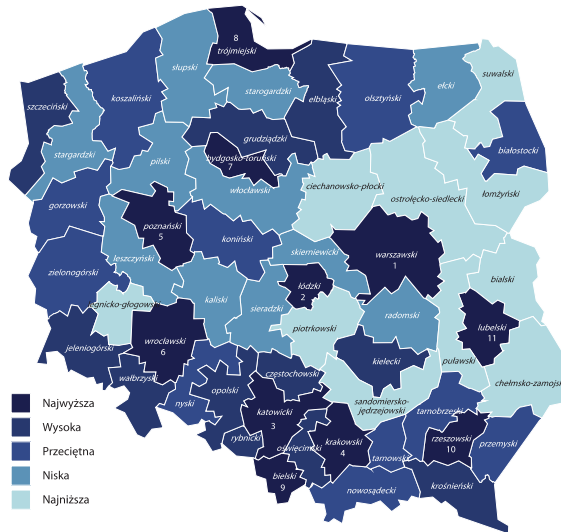 8
trójmiejski
słupski
suwalski
koszaliński
starogardzki
ełcki
szczeciński
elbląski
olsztyński
grudziądzki
białostocki
stargardzki
pilski
bydgosko-toruński
7
włocławski
ciechanowsko-płocki
łomżyński
ostrołęcko-siedlecki
gorzowski
poznański
5
koniński
skierniewicki
warszawski
1
leszczyński
zielonogórski
bialski
łódzki
2
legnicko-głogowski
kaliski
sieradzki
radomski
piotrkowski
lubelski
11
wrocławski
6
jeleniogórski
kielecki
puławski
częstochowski
wałbrzyski
opolski
chełmsko-zamojski
nyski
sandomiersko-
jędrzejowski
katowicki
3
tarnobrzeski
rybnicki
oświęcimski
krakowski
4
rzeszowski
10
przemyski
tarnowski
bielski
9
nowosądecki
krośnieński
Najwyższa
Wysoka
Przeciętna
Niska
Najniższa